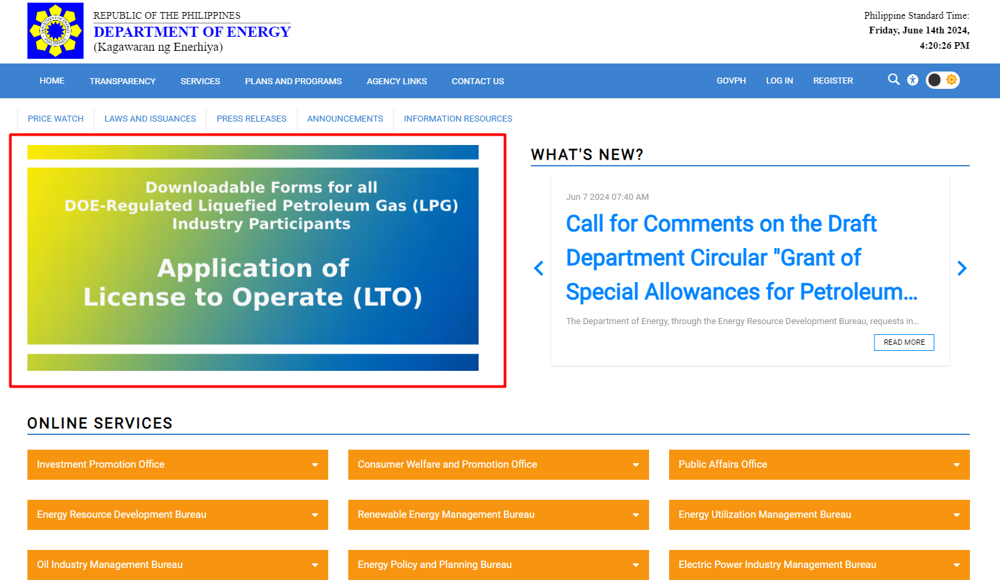 REPUBLIC OF THE PHILIPPINES
DEPARTMENT OF ENERGY
(Kagawaran ng Enerhiya)
Philippine Standard Time:
Friday, June 14th 2024,
4:20:26 PM
HOME TRANSPARENCY SERVICES PLANS AND PROGRAMS AGENCY LINKS CONTACT US GOVPH LOG IN REGISTER
PRICE WATCH LAWS AND ISSUANCES PRESS RELEASES ANNOUNCEMENTS INFORMATION RESOURCES
Downloadable Forms for all
DOE-Regulated Liquefied Petroleum Gas (LPG)
Industry Participants
Application of
License to Operate (LTO)
WHAT'S NEW?
Jun 7 2024 07:40 AM
Call for Comments on the Draft
Department Circular "Grant of
Special Allowances for Petroleum...
The Department of Energy, through the Energy Resource Development Bureau, requests in...
READ MORE
ONLINE SERVICES
Investment Promotion Office Consumer Welfare and Promotion Office Public Affairs Office
Energy Resource Development Bureau Renewable Energy Management Bureau Energy Utilization Management Bureau
Oil Industry Management Bureau Energy Policy and Planning Bureau Electric Power Industry Management Bureau